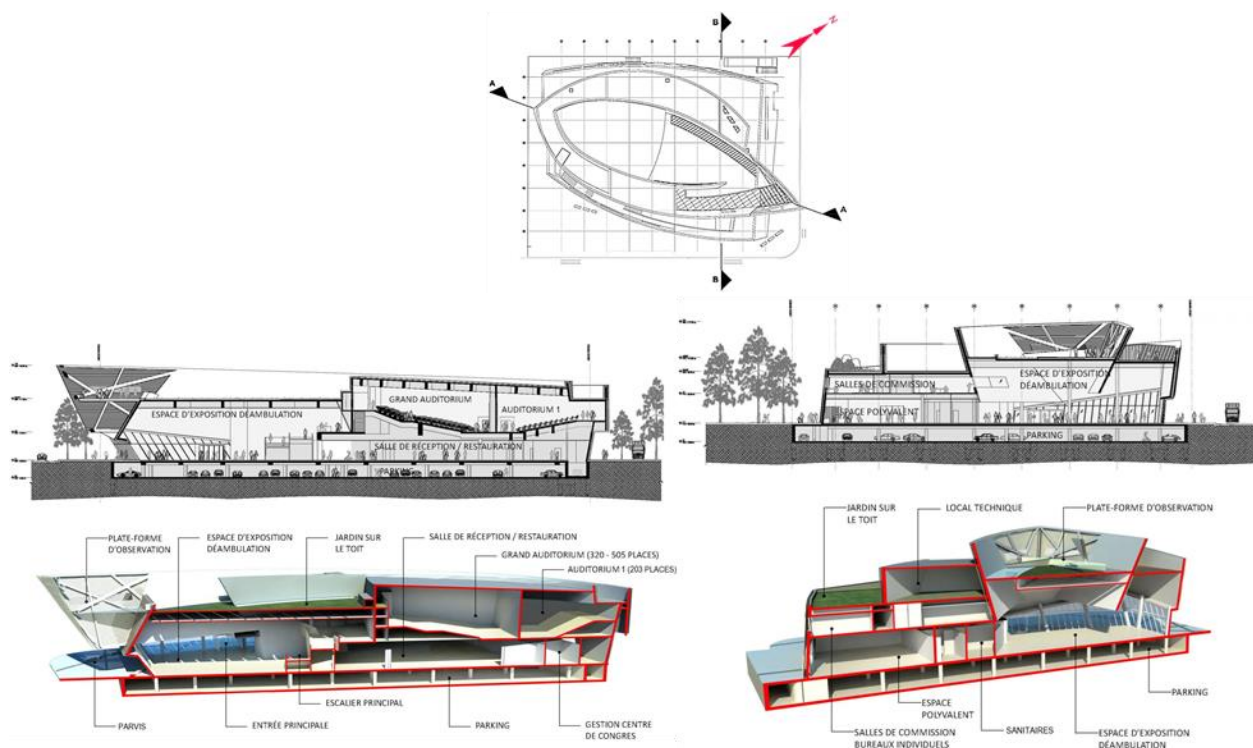 B
Z
A
A
B
GRAND AUDITORIUM
AUDITORIUM 1
ESPACE D'EXPOSITION DÉAMBULATION
SALLE DE RÉCEPTION / RESTAURATION
PARKING
ESPACE D'EXPOSITION
DÉAMBULATION
SALLES DE COMMISSION
ESPACE POLYVALENT
PARKING
PLATE-FORME
D'OBSERVATION
ESPACE D'EXPOSITION
DÉAMBULATION
JARDIN SUR
LE TOIT
SALLE DE RÉCEPTION / RESTAURATION
GRAND AUDITORIUM (320 - 505 PLACES)
AUDITORIUM 1 (203 PLACES)
PARVIS
ENTRÉE PRINCIPALE
ESCALIER PRINCIPAL
PARKING
GESTION CENTRE
DE CONGRES
JARDIN SUR
LE TOIT
LOCAL TECHNIQUE
PLATE-FORME D'OBSERVATION
SALLES DE COMMISSION
BUREAUX INDIVIDUELS
ESPACE
POLYVALENT
SANITAIRES
ESPACE D'EXPOSITION
DÉAMBULATION
PARKING